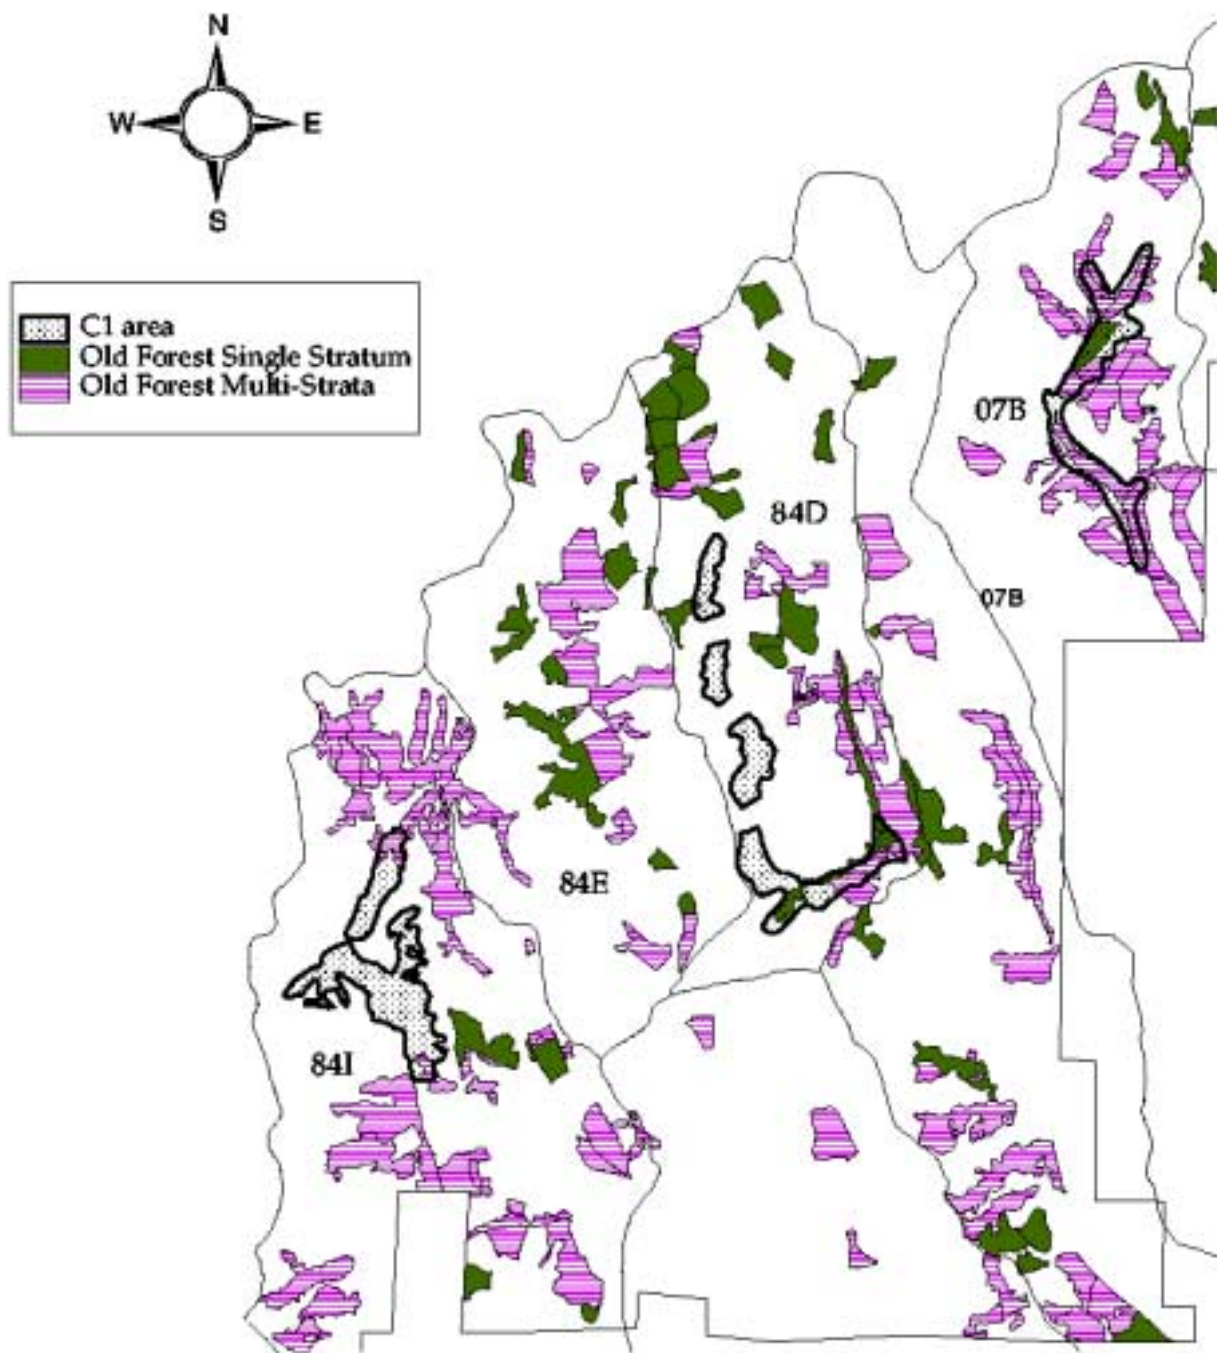 N
W E
S
C1 area
Old Forest Single Stratum
Old Forest Multi-Strata
07B
84D
07B
84E
84I